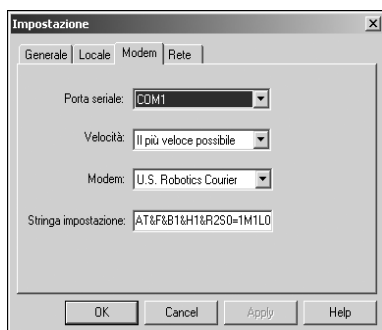 Impostazione
Generale Locale Modem Rete
Porta seriale: COM1
Velocità: Il più veloce possibile
Modem: U.S. Robotics Courier
Stringa impostazione: AT&F&B1&H1&R2S0=1M1L0
OK Cancel Apply Help